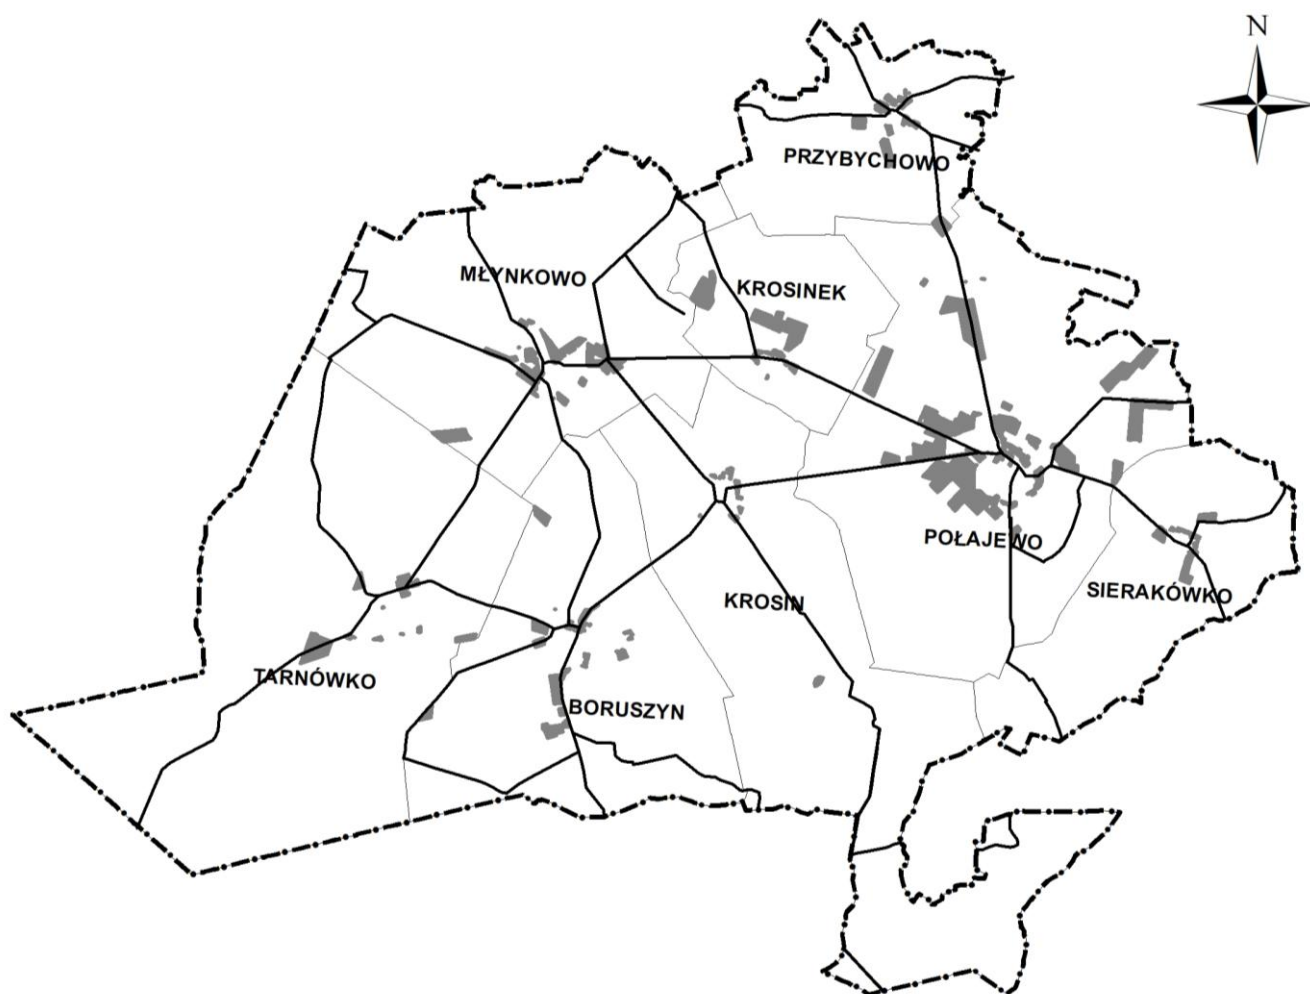 N
PRZYBYCHOWO
MŁYNKOWO
KROSINEK
POŁAJEWO
SIERAKÓWKO
KROSIN
TARNÓWKO
BORUSZYN